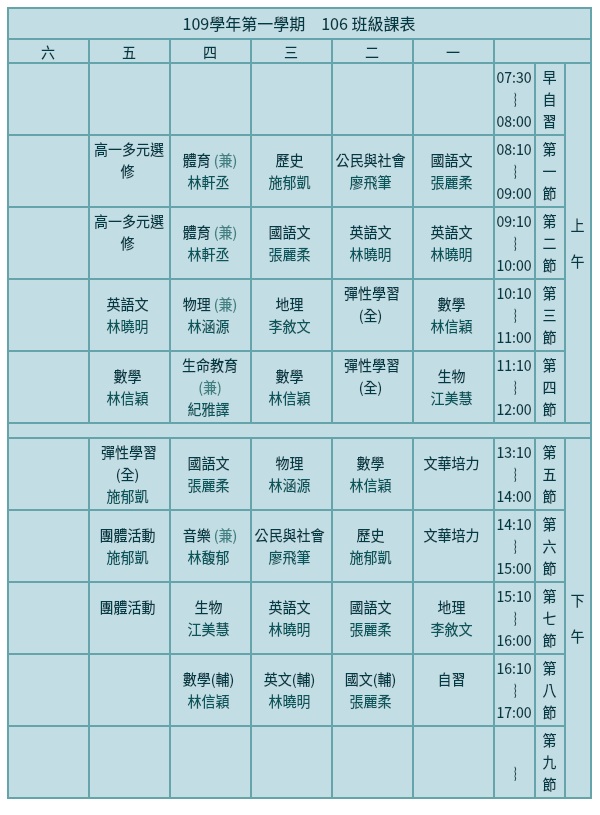 109學年第一學期 106 班級課表
六 五 四 三 二 一
07:30
~
08:00
早
自
習
高一多元選
修
體育 (兼)
林軒丞
歷史
施郁凱
公民與社會
廖飛筆
國語文
張麗柔
08:10
~
09:00
第
一
節
高一多元選
修
體育 (兼)
林軒丞
國語文
張麗柔
英語文
林曉明
英語文
林曉明
09:10
~
10:00
第
二
節
上
午
英語文
林曉明
物理 (兼)
林涵源
地理
李敘文
彈性學習
(全)
數學
林信穎
10:10
~
11:00
第
三
節
數學
林信穎
生命教育
(兼)
紀雅譯
數學
林信穎
彈性學習
(全)
生物
江美慧
11:10
~
12:00
第
四
節
彈性學習
(全)
施郁凱
國語文
張麗柔
物理
林涵源
數學
林信穎
文華培力
13:10
~
14:00
第
五
節
團體活動
施郁凱
音樂 (兼)
林馥郁
公民與社會
廖飛筆
歷史
施郁凱
文華培力
14:10
~
15:00
第
六
節
團體活動
生物
江美慧
英語文
林曉明
國語文
張麗柔
地理
李敘文
15:10
~
16:00
第
七
節
下
午
數學(輔)
林信穎
英文(輔)
林曉明
國文(輔)
張麗柔
自習
16:10
~
17:00
第
八
節
~
第
九
節